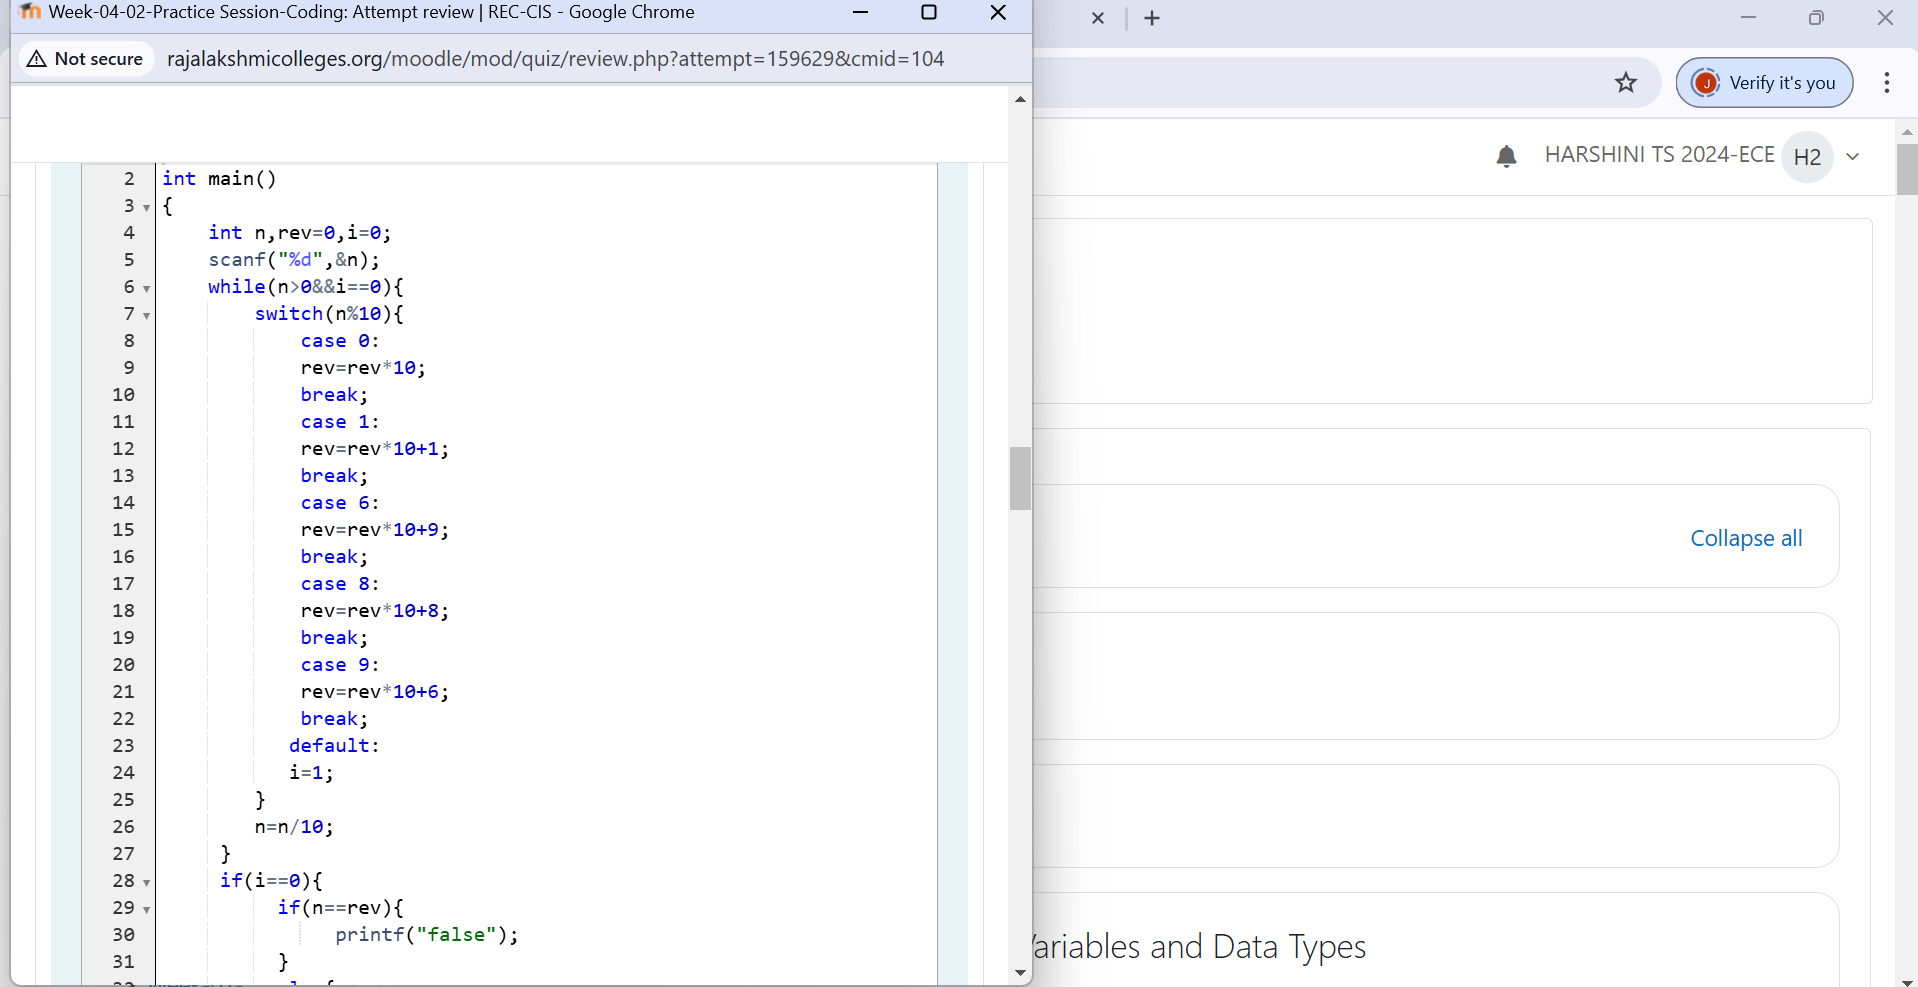 Week-04-02-Practice Session-Coding: Attempt review | REC-CIS - Google Chrome
Not secure rajalakshmicolleges.org/moodle/mod/quiz/review.php?attempt=159629&cmid=104
J Verify it's you
HARSHINI TS 2024-ECE H2
2 int main()
3 {
4 int n,rev=0,i=0;
5 scanf("%d",&n);
6 while(n>0&&i==0){
7 switch(n%10){
8 case 0:
9 rev=rev*10;
10 break;
11 case 1:
12 rev=rev*10+1;
13 break;
14 case 6:
15 rev=rev*10+9;
16 break;
17 case 8:
18 rev=rev*10+8;
19 break;
20 case 9:
21 rev=rev*10+6;
22 break;
23 default:
24 i=1;
25 }
26 n=n/10;
27 }
28 if(i==0){
29 if(n==rev){
30 printf("false");
31 }
Collapse all
ariables and Data Types